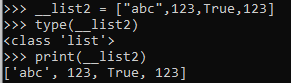 >>> __list2 = ["abc",123,True,123]
>>> type(__list2)
<class 'list'>
>>> print(__list2)
['abc', 123, True, 123]